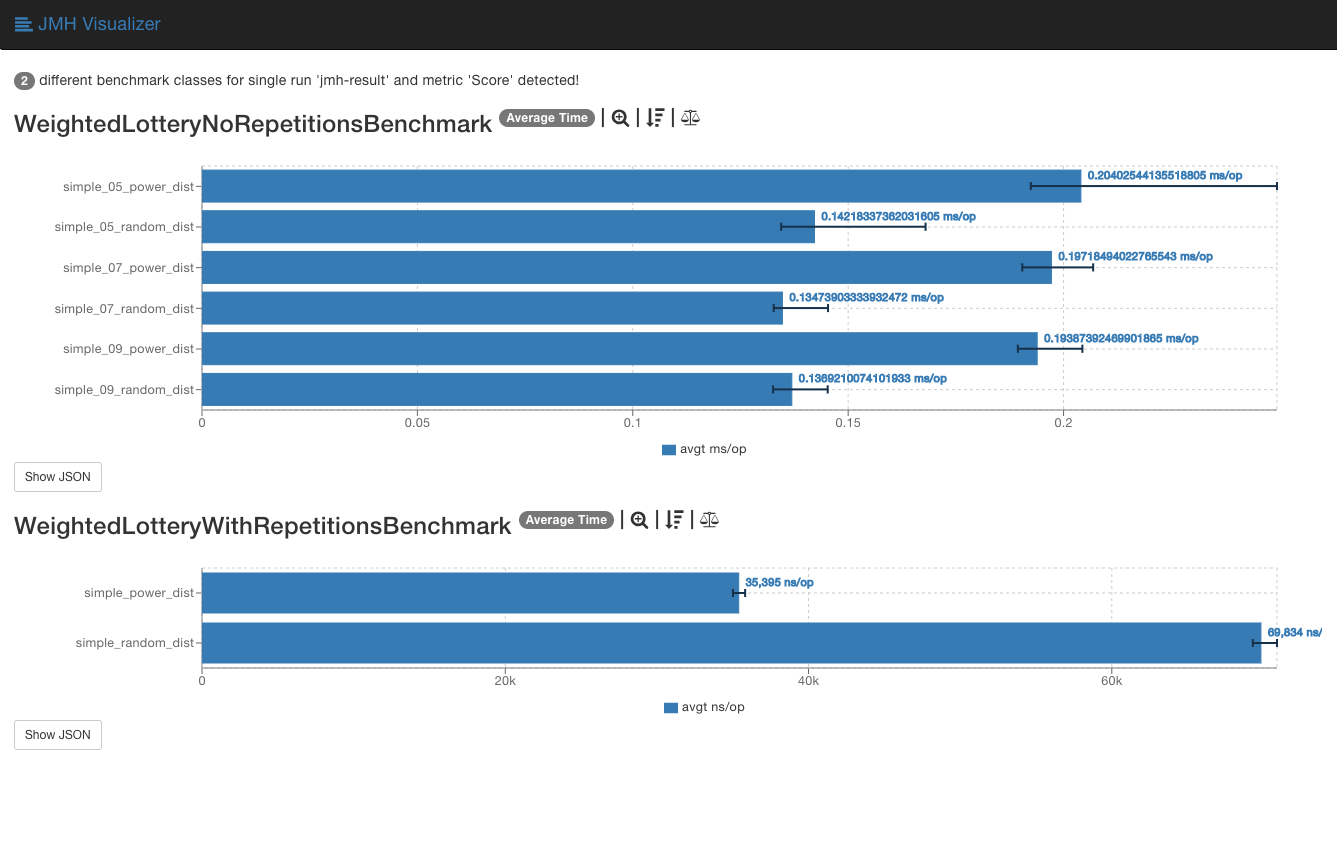 JMH Visualizer
2 different benchmark classes for single run 'jmh-result' and metric 'Score' detected!
WeightedLotteryNoRepetitionsBenchmark Average Time
simple_05_power_dist 0.20402544135518805 ms/op
simple_05_random_dist 0.14218337362031605 ms/op
simple_07_power_dist 0.19718494022765543 ms/op
simple_07_random_dist 0.13473903333932472 ms/op
simple_09_power_dist 0.19387392469901865 ms/op
simple_09_random_dist 0.1369210074101933 ms/op
0 0.05 0.1 0.15 0.2
avgt ms/op
Show JSON
WeightedLotteryWithRepetitionsBenchmark Average Time
simple_power_dist 35,395 ns/op
simple_random_dist 69,834 ns/
0 20k 40k 60k
avgt ns/op
Show JSON